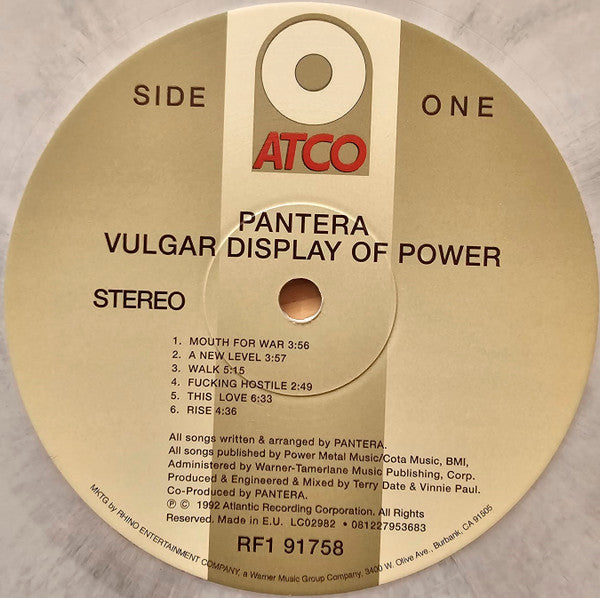 SIDE ONE
ATCO
PANTERA
VULGAR DISPLAY OF POWER
STEREO
1. MOUTH FOR WAR 3:56
2. A NEW LEVEL 3:57
3. WALK 5:15
4. FUCKING HOSTILE 2:49
5. THIS LOVE 6:33
6. RISE 4:36
All songs written & arranged by PANTERA.
All songs published by Power Metal Music/Cota Music, BMI,
Administered by Warner-Tamerlane Music Publishing, Corp.
Produced & Engineered & Mixed by Terry Date & Vinnie Paul.
Co-Produced by PANTERA.
℗ © 1992 Atlantic Recording Corporation. All Rights
Reserved. Made in E.U. LC02982 • 081227953683
RF1 91758
MKTG by RHINO ENTERTAINMENT COMPANY, a Warner Music Group Company, 3400 W. Olive Ave., Burbank, CA 91505